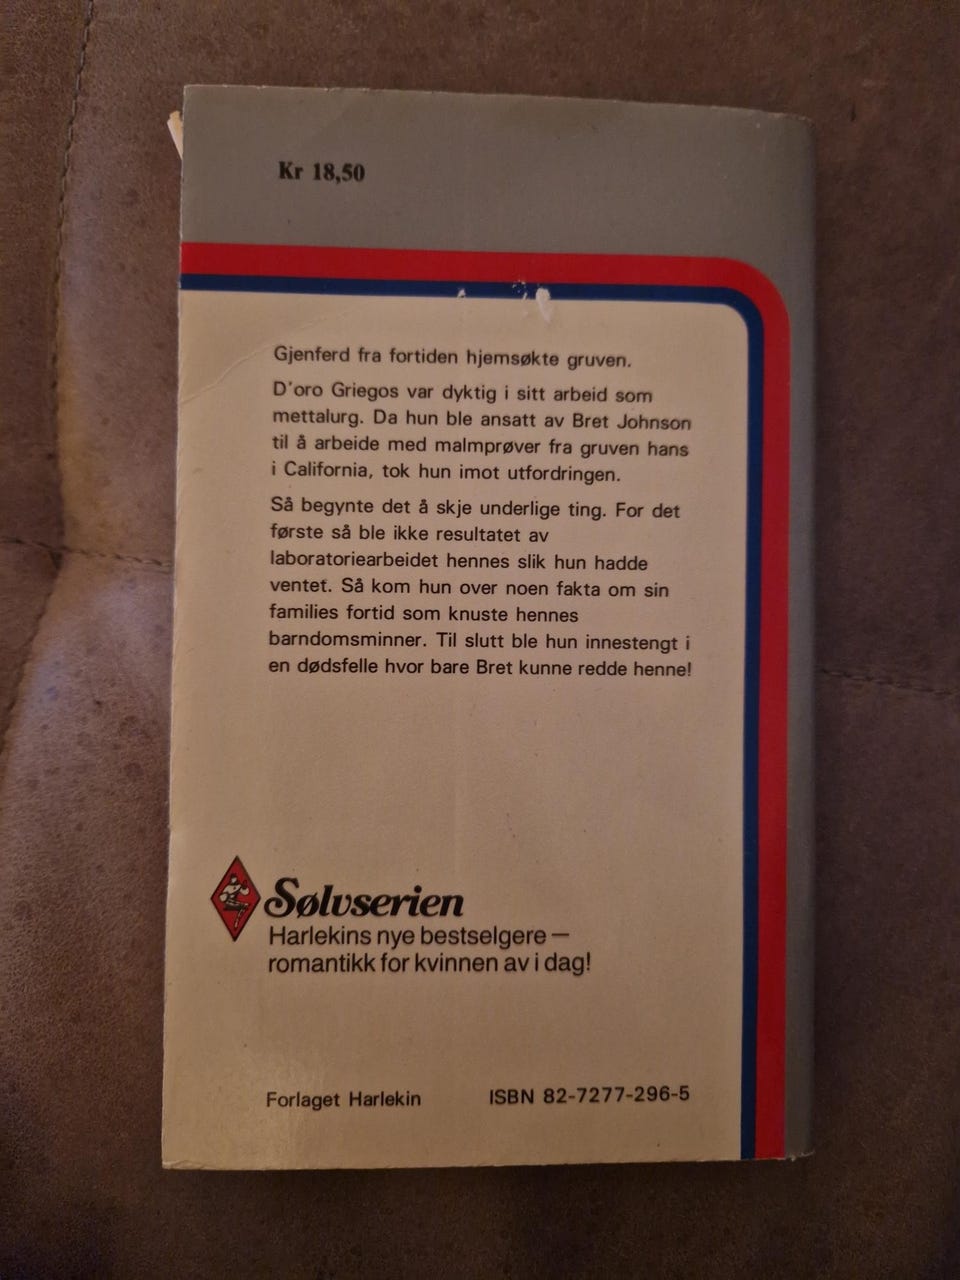 Kr 18,50
Gjenferd fra fortiden hjemsøkte gruven.
D'oro Griegos var dyktig i sitt arbeid som
mettalurg. Da hun ble ansatt av Bret Johnson
til å arbeide med malmprøver fra gruven hans
i California, tok hun imot utfordringen.
Så begynte det å skje underlige ting. For det
første så ble ikke resultatet av
laboratoriearbeidet hennes slik hun hadde
ventet. Så kom hun over noen fakta om sin
families fortid som knuste hennes
barndomsminner. Til slutt ble hun innestengt i
en dødsfelle hvor bare Bret kunne redde henne!
Sølvserien
Harlekins nye bestselgere —
romantikk for kvinnen av i dag!
Forlaget Harlekin ISBN 82-7277-296-5